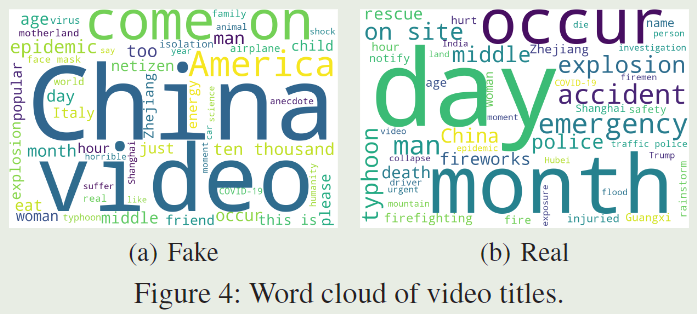 come on
family
age
virus
motherland
animal
shock
epidemic
say
isolation
man
year
airplane
child
face mask
too
netizen
America
popular
world
China
day
Italy
Zhejiang
energy
science
anecdote
explosion
month
hour
just
car
ten thousand
horrible
Shanghai
moment
video
humanity
please
suffer
COVID-19
eat
real
like
woman
typhoon
middle
friend
occur
this is
(a) Fake
rescue
hurt
occur
die
name
on site
India
person
hour
land
middle
Zhejiang
investigation
notify
woman
explosion
day
age
COVID-19
firemen
accident
moment
Shanghai
safety
typhoon
video
China
emergency
man
epidemic
police
traffic police
collapse
fireworks
Hubei
Trump
death
month
driver
urgent
exposure
flood
rainstorm
mountain
injuried
Guangxi
firefighting
fire
(b) Real
Figure 4: Word cloud of video titles.